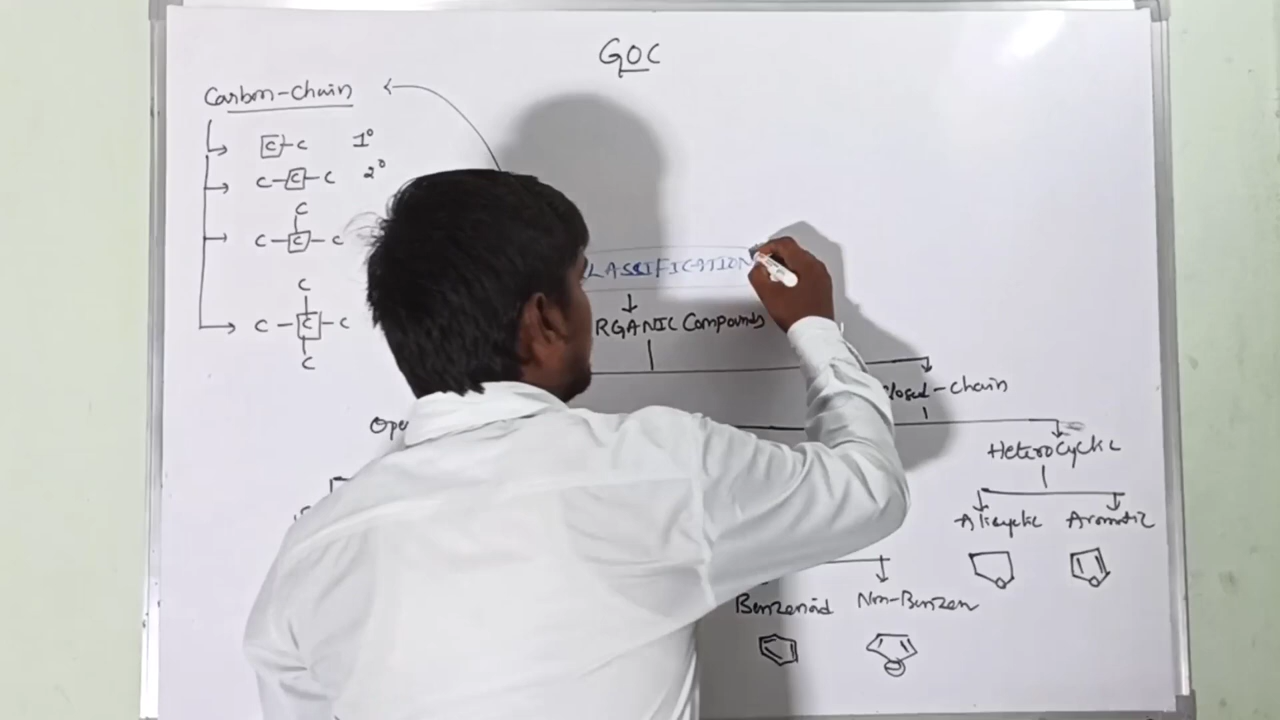 GOC
Carbon-Chain
C-C 1°
C-C-C 2°
C
C-C-C
C
C-C-C
C
LASSIFICATION
RGANIC Compounds
losed-chain
Ope
Heterocyclic
Alicyclic Aromatic
Benzenoid Non-Benzen